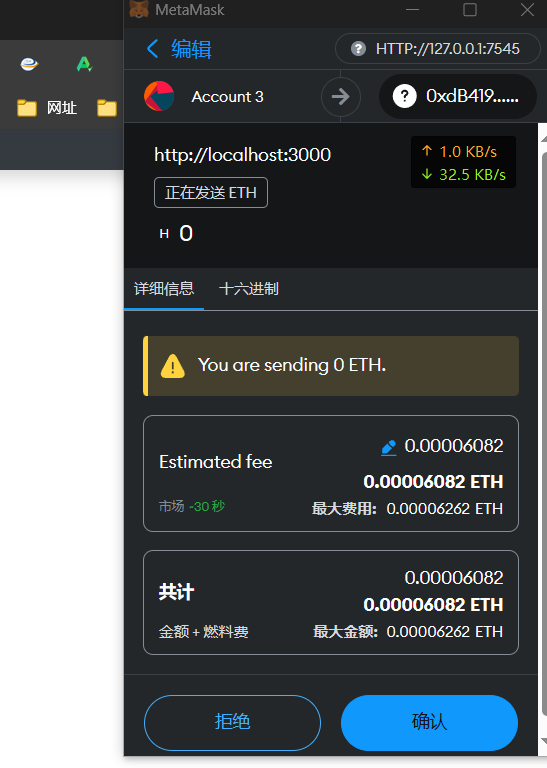 MetaMask
编辑
HTTP://127.0.0.1:7545
网址
Account 3
0xdB419......
http://localhost:3000
↑ 1.0 KB/s
↓ 32.5 KB/s
正在发送 ETH
H 0
详细信息
十六进制
You are sending 0 ETH.
0.00006082
Estimated fee
0.00006082 ETH
市场 ~30 秒
最大费用: 0.00006262 ETH
0.00006082
共计
0.00006082 ETH
金额 + 燃料费
最大金额: 0.00006262 ETH
拒绝
确认